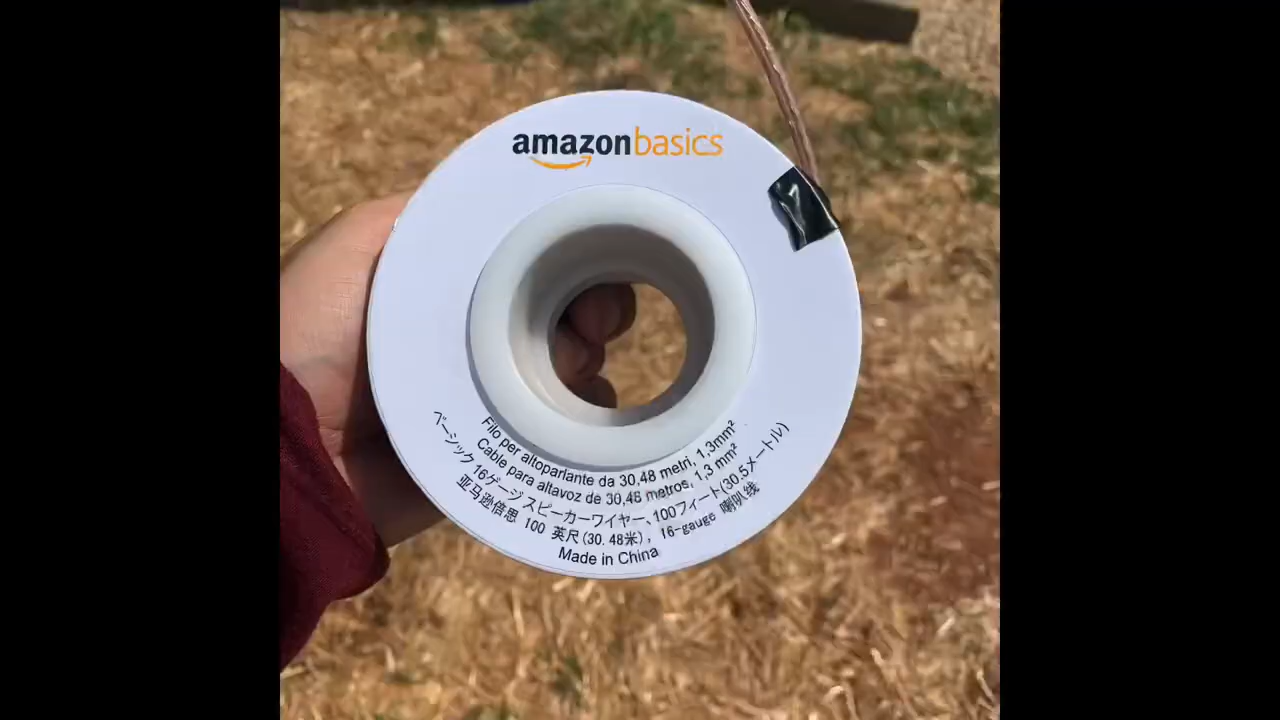 amazonbasics
Filo per altoparlante da 30,48 metri, 1,3mm²
Cable para altavoz de 30,48 metros, 1,3 mm²
ベーシック 16ゲージ スピーカーワイヤー、100フィート(30.5メートル)
亚马逊倍思 100 英尺(30.48米), 16-gauge 喇叭线
Made in China